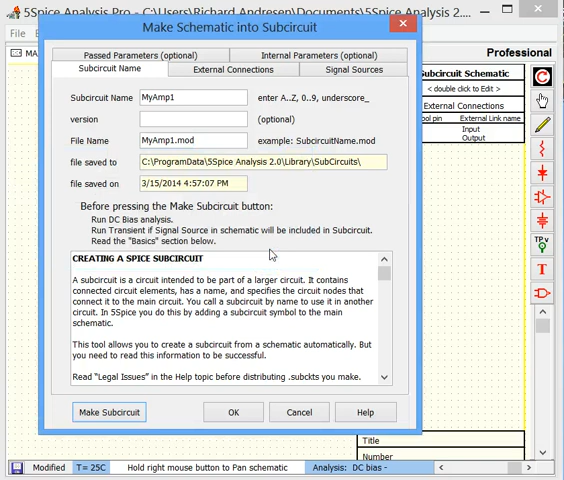 5Spice Analysis Pro - C:\Users\Richard Andresen\5Spice Analysis 2....
Make Schematic into Subcircuit
File
MA
Professional
Passed Parameters (optional)
Internal Parameters (optional)
Subcircuit Name
External Connections
Signal Sources
Subcircuit Schematic
< double click to Edit >
External Connections
ool pin
External Link name
Input
Output
Subcircuit Name
MyAmp1
enter A..Z, 0..9, underscore_
version
(optional)
File Name
MyAmp1.mod
example: SubcircuitName.mod
file saved to
C:\ProgramData\5Spice Analysis 2.0\Library\SubCircuits\
file saved on
3/15/2014 4:57:07 PM
Before pressing the Make Subcircuit button:
Run DC Bias analysis.
Run Transient if Signal Source in schematic will be included in Subcircuit.
Read the "Basics" section below.
CREATING A SPICE SUBCIRCUIT
A subcircuit is a circuit intended to be part of a larger circuit. It contains
connected circuit elements, has a name, and specifies the circuit nodes that
connect it to the main circuit. You call a subcircuit by name to use it in another
circuit. In 5Spice you do this by adding a subcircuit symbol to the main
schematic.
This tool allows you to create a subcircuit from a schematic automatically. But
you need to read this information to be successful.
Read "Legal Issues" in the Help topic before distributing .subckts you make.
Make Subcircuit
OK
Cancel
Help
TPv
T
Title
Number
Modified
T= 25C
Hold right mouse button to Pan schematic
Analysis: DC bias -